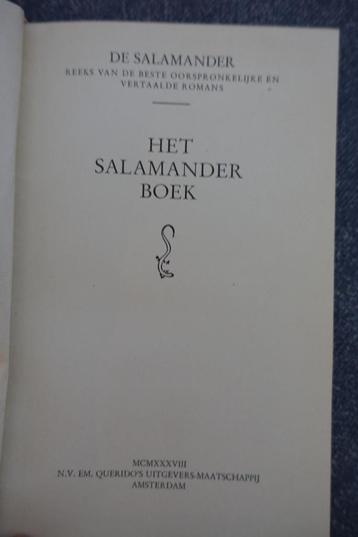 DE SALAMANDER
REEKS VAN DE BESTE OORSPRONKELIJKE EN
VERTAALDE ROMANS
HET
SALAMANDER
BOEK
MCMXXXVIII
N.V. EM. QUERIDO'S UITGEVERS-MAATSCHAPPIJ
AMSTERDAM